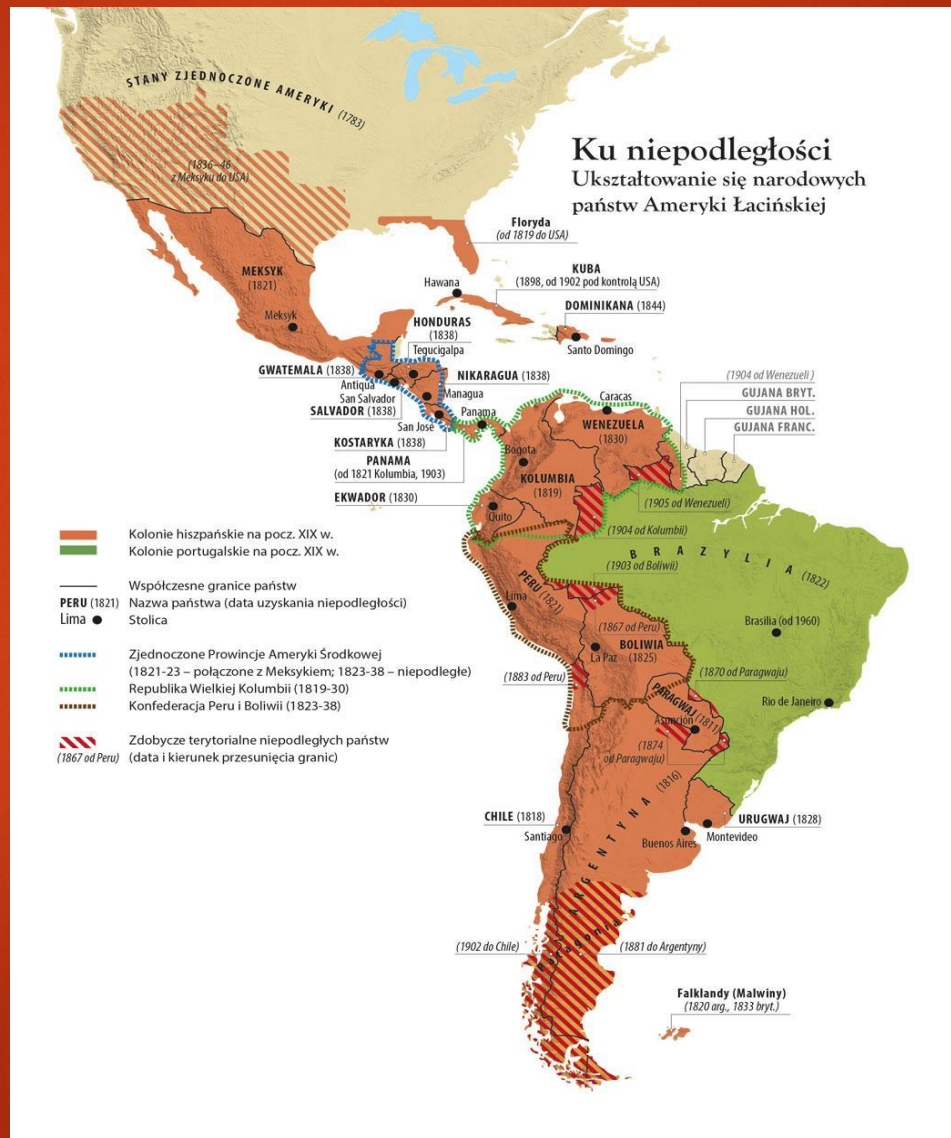 STANY ZJEDNOCZONE AMERYKI (1783)
(1836–46
z Meksyku do USA)
Ku niepodległości
Ukształtowanie się narodowych
państw Ameryki Łacińskiej
Floryda
(od 1819 do USA)
MEKSYK
(1821)
Meksyk
Hawana
KUBA
(1898, od 1902 pod kontrolą USA)
DOMINIKANA (1844)
Santo Domingo
HONDURAS
(1838)
Tegucigalpa
GWATEMALA (1838)
Antiqua
San Salvador
SALVADOR (1838)
NIKARAGUA (1838)
Managua
San José
Panama
KOSTARYKA (1838)
PANAMA
(od 1821 Kolumbia, 1903)
EKWADOR (1830)
Quito
Caracas
WENEZUELA
(1830)
Bogota
KOLUMBIA
(1819)
(1904 od Wenezueli )
GUJANA BRYT.
GUJANA HOL.
GUJANA FRANC.
(1905 od Wenezueli)
(1904 od Kolumbii)
(1903 od Boliwii)
BRAZYLIA (1822)
PERU (1821)
Lima
(1867 od Peru)
BOLIWIA
(1825)
La Paz
Brasilia (od 1960)
(1883 od Peru)
(1870 od Paragwaju)
PARAGWAJ (1811)
Asunción
Rio de Janeiro
(1874
od Paragwaju)
ARGENTYNA (1816)
CHILE (1818)
Santiago
URUGWAJ (1828)
Buenos Aires
Montevideo
Patagonia
(1902 do Chile)
(1881 do Argentyny)
Falklandy (Malwiny)
(1820 arg., 1833 bryt.)
Kolonie hiszpańskie na pocz. XIX w.
Kolonie portugalskie na pocz. XIX w.
Współczesne granice państw
PERU (1821) Nazwa państwa (data uzyskania niepodległości)
Lima Stolica
Zjednoczone Prowincje Ameryki Środkowej
(1821-23 – połączone z Meksykiem; 1823-38 – niepodległe)
Republika Wielkiej Kolumbii (1819-30)
Konfederacja Peru i Boliwii (1823-38)
Zdobycze terytorialne niepodległych państw
(1867 od Peru) (data i kierunek przesunięcia granic)